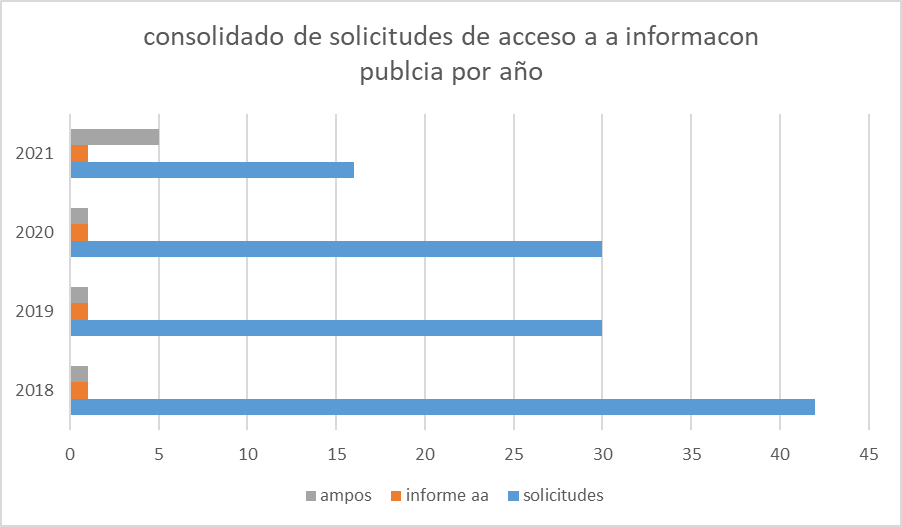 consolidado de solicitudes de acceso a a informacon
publcia por año
2021
2020
2019
2018
0 5 10 15 20 25 30 35 40 45
ampos informe aa solicitudes